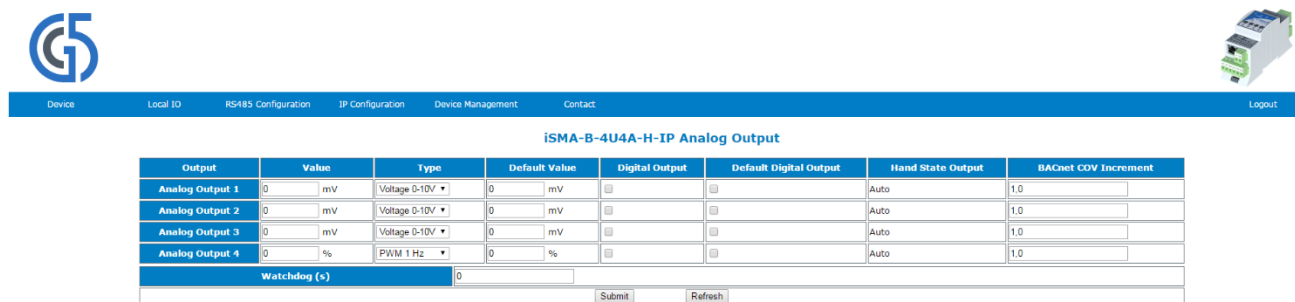 Device Local IO RS485 Configuration IP Configuration Device Management Contact Logout
iSMA-B-4U4A-H-IP Analog Output
Output Value Type Default Value Digital Output Default Digital Output Hand State Output BACnet COV Increment
Analog Output 1 0 mV Voltage 0-10V 0 mV Auto 1,0
Analog Output 2 0 mV Voltage 0-10V 0 mV Auto 1,0
Analog Output 3 0 mV Voltage 0-10V 0 mV Auto 1,0
Analog Output 4 0 % PWM 1 Hz 0 % Auto 1,0
Watchdog (s) 0
Submit Refresh